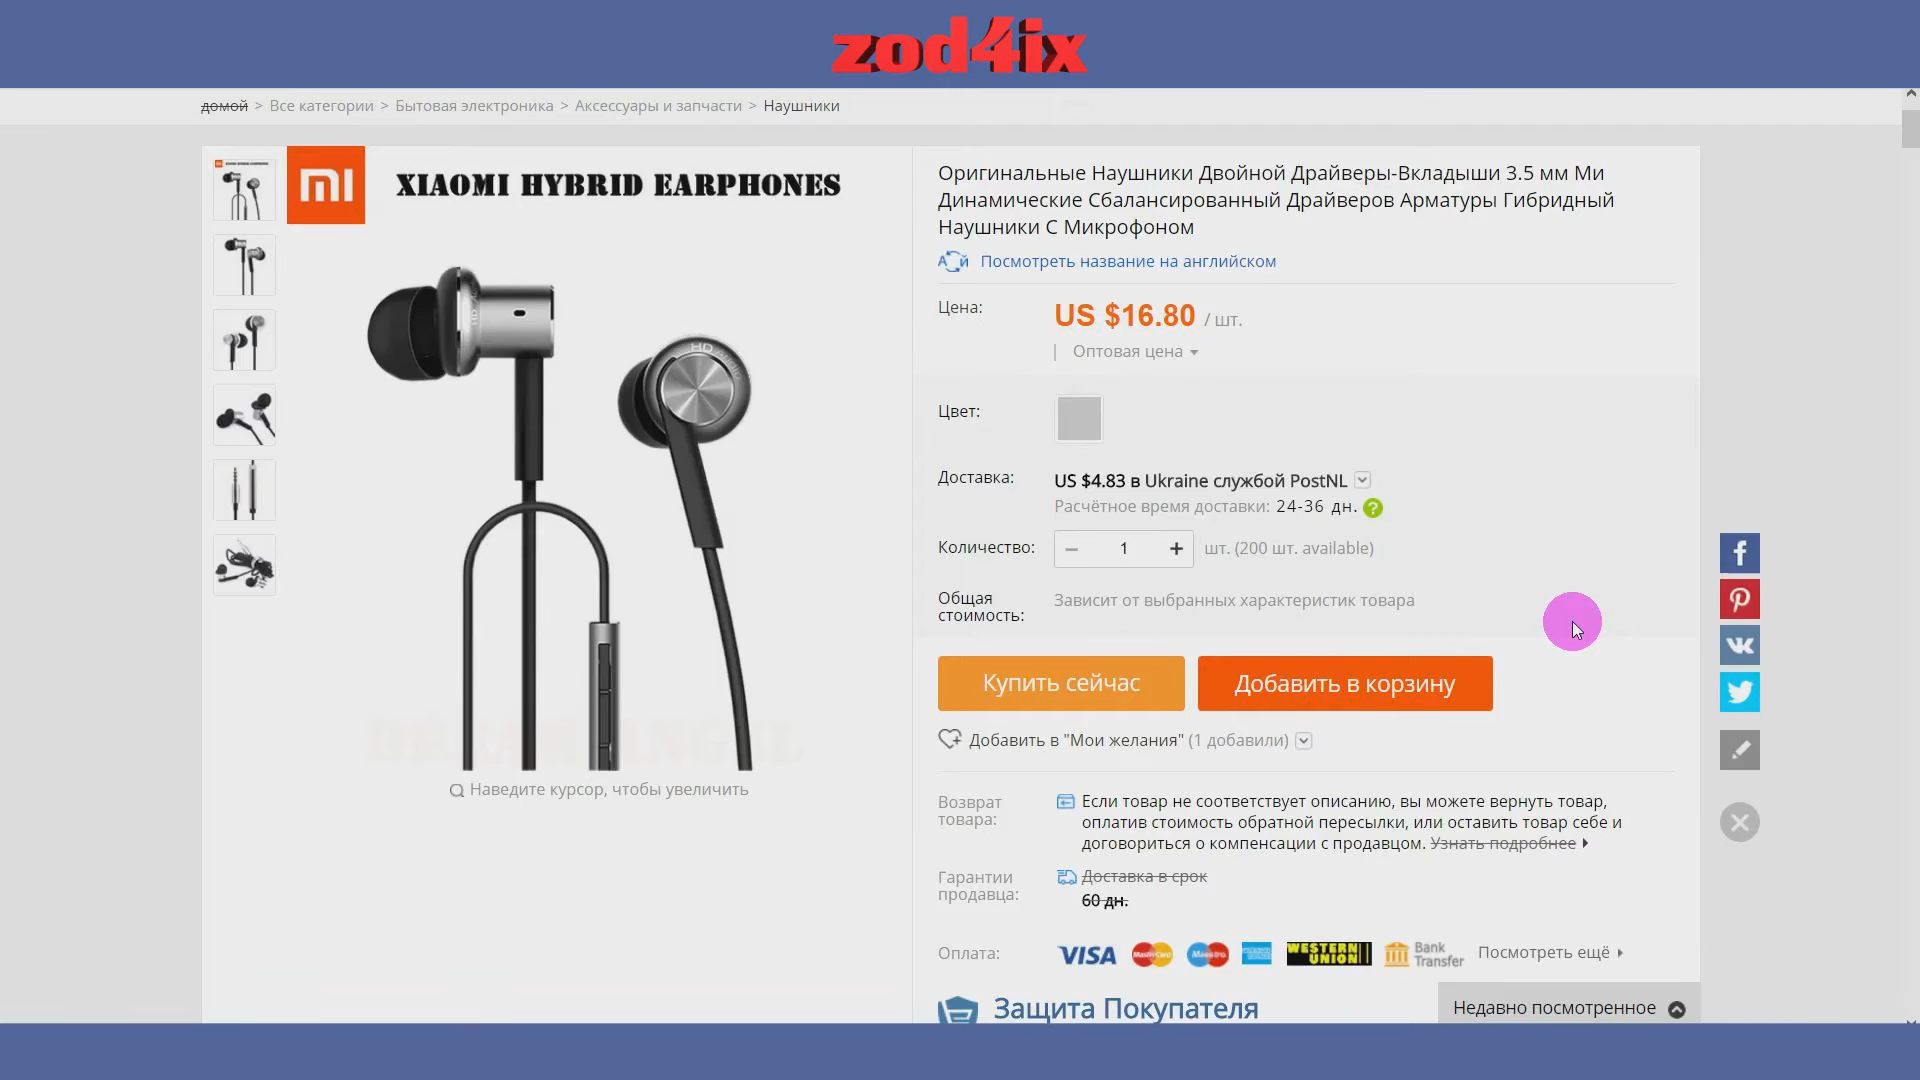 zod4ix
домой > Все категории > Бытовая электроника > Аксессуары и запчасти > Наушники
MI
XIAOMI HYBRID EARPHONES
HD
Наведите курсор, чтобы увеличить
Оригинальные Наушники Двойной Драйверы-Вкладыши 3.5 мм Ми
Динамические Сбалансированный Драйверов Арматуры Гибридный
Наушники С Микрофоном
Посмотреть название на английском
Цена:
US $16.80 / шт.
| Оптовая цена
Цвет:
Доставка:
US $4.83 в Ukraine службой PostNL
Расчётное время доставки: 24-36 дн. ?
Количество:
− 1 + шт. (200 шт. available)
Общая
стоимость:
Зависит от выбранных характеристик товара
Купить сейчас
Добавить в корзину
Добавить в "Мои желания" (1 добавили)
Возврат
товара:
Если товар не соответствует описанию, вы можете вернуть товар,
оплатив стоимость обратной пересылки, или оставить товар себе и
договориться о компенсации с продавцом. Узнать подробнее
Гарантии
продавца:
Доставка в срок
60 дн.
Оплата:
VISA MasterCard Maestro
WESTERN
UNION
Bank
Transfer
Посмотреть ещё
Защита Покупателя
Недавно посмотренное